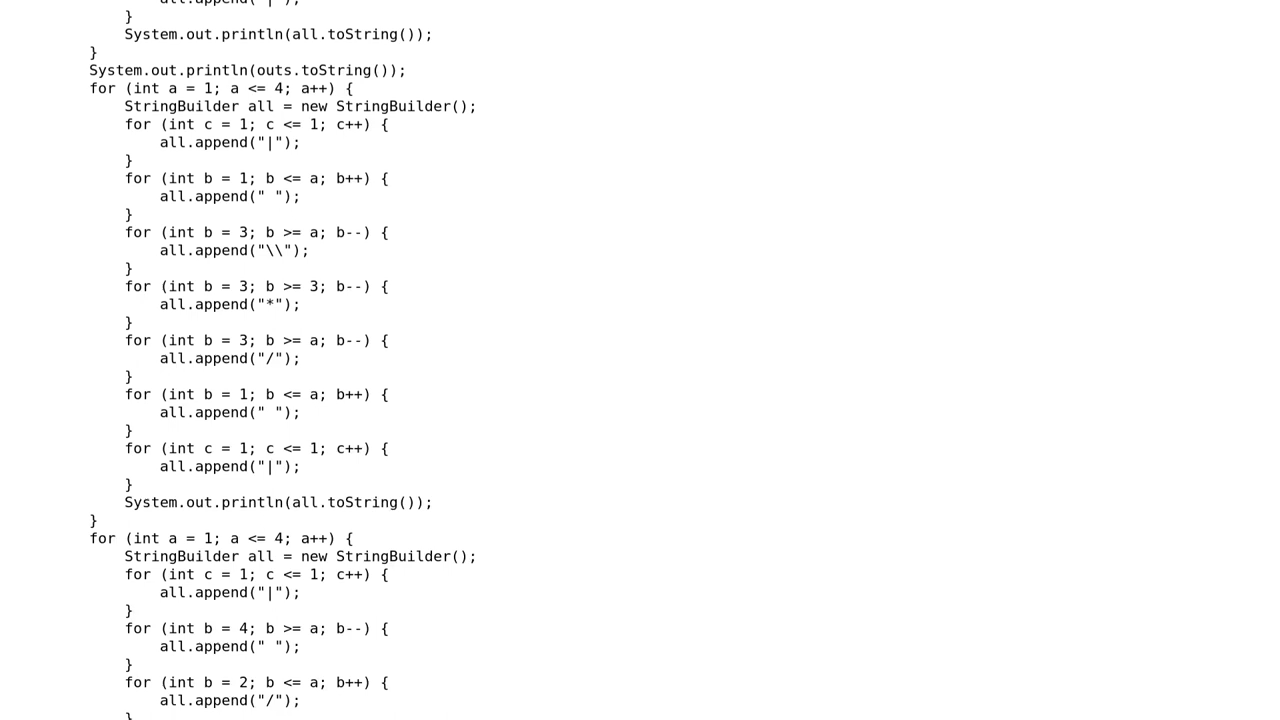 all.append("|");
}
System.out.println(all.toString());
}
System.out.println(outs.toString());
for (int a = 1; a <= 4; a++) {
StringBuilder all = new StringBuilder();
for (int c = 1; c <= 1; c++) {
all.append("|");
}
for (int b = 1; b <= a; b++) {
all.append(" ");
}
for (int b = 3; b >= a; b--) {
all.append("\\");
}
for (int b = 3; b >= 3; b--) {
all.append("*");
}
for (int b = 3; b >= a; b--) {
all.append("/");
}
for (int b = 1; b <= a; b++) {
all.append(" ");
}
for (int c = 1; c <= 1; c++) {
all.append("|");
}
System.out.println(all.toString());
}
for (int a = 1; a <= 4; a++) {
StringBuilder all = new StringBuilder();
for (int c = 1; c <= 1; c++) {
all.append("|");
}
for (int b = 4; b >= a; b--) {
all.append(" ");
}
for (int b = 2; b <= a; b++) {
all.append("/");
}